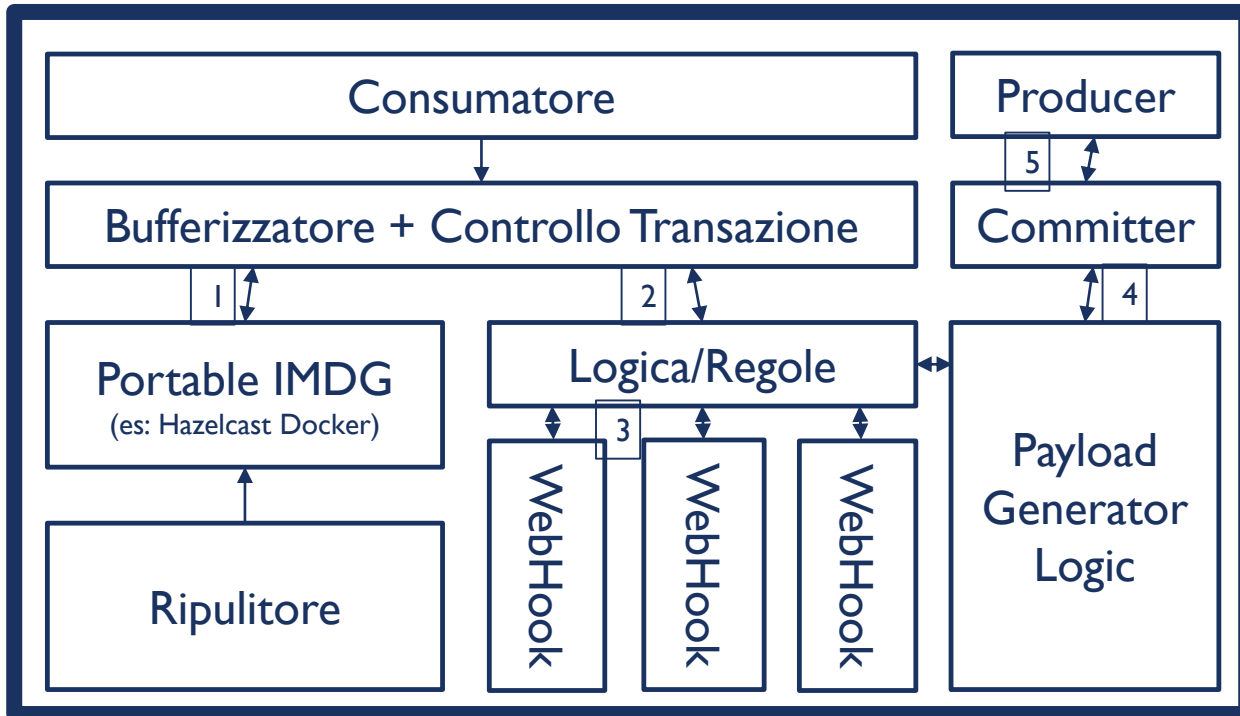 Consumatore
Producer
5
Bufferizzatore + Controllo Transazione
Committer
1
2
4
Portable IMDG
(es: Hazelcast Docker)
Logica/Regole
3
Payload
Generator
Logic
WebHook
WebHook
WebHook
Ripulitore